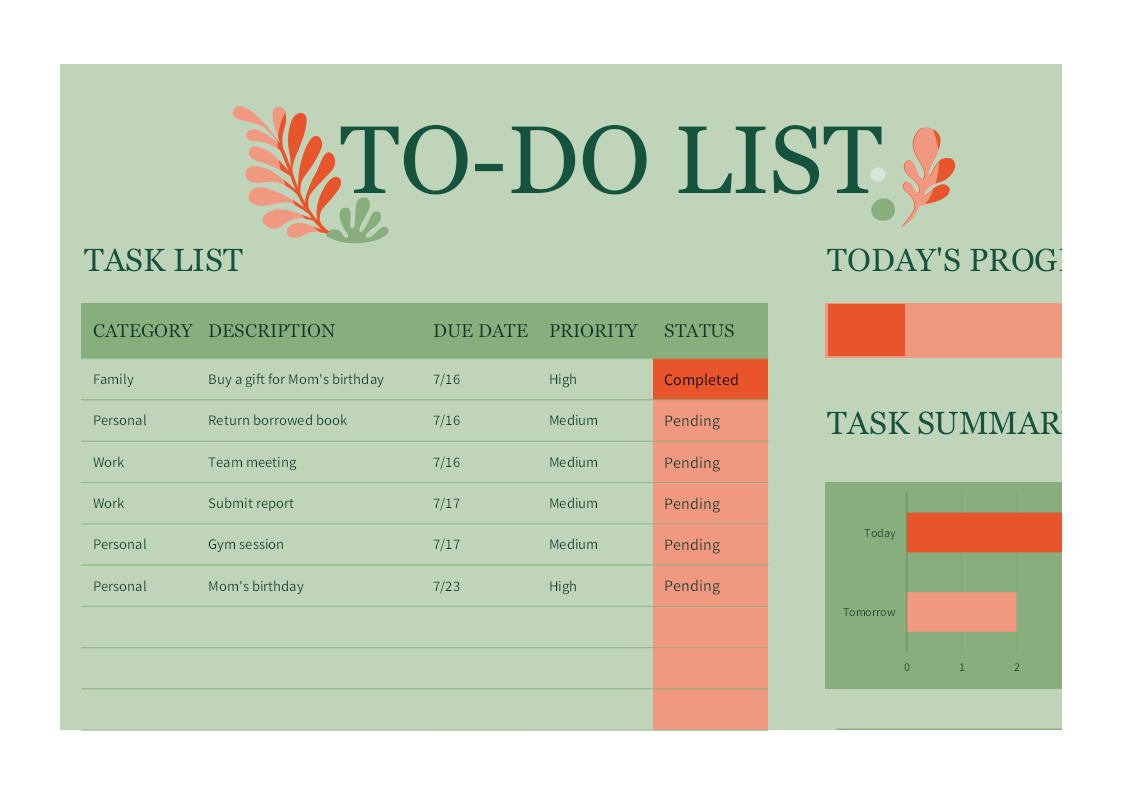 TO-DO LIST
TASK LIST
TODAY'S PROG
CATEGORY DESCRIPTION DUE DATE PRIORITY STATUS
Family Buy a gift for Mom's birthday 7/16 High Completed
Personal Return borrowed book 7/16 Medium Pending
Work Team meeting 7/16 Medium Pending
Work Submit report 7/17 Medium Pending
Personal Gym session 7/17 Medium Pending
Personal Mom's birthday 7/23 High Pending
TASK SUMMAR
Today
Tomorrow
0 1 2